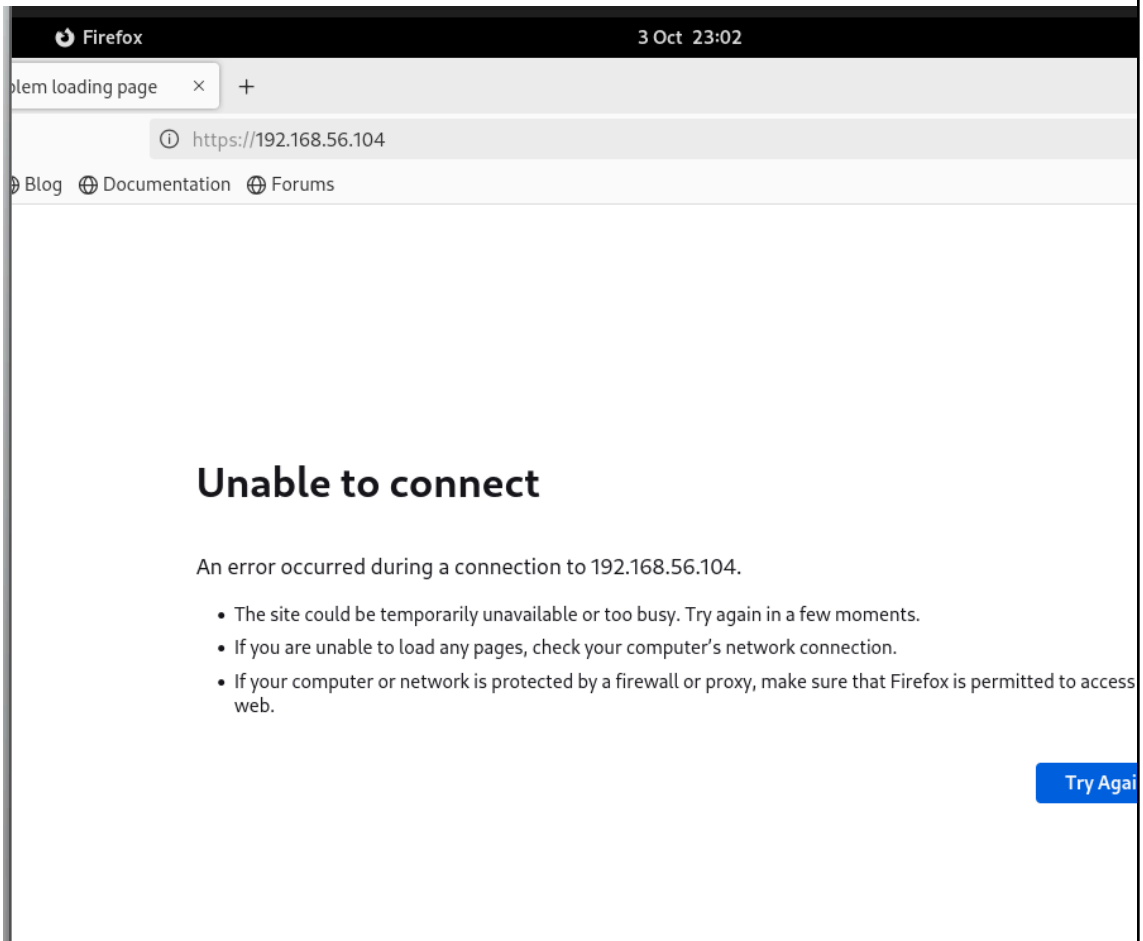 Firefox 3 Oct 23:02
blem loading page × +
https://192.168.56.104
Blog Documentation Forums
Unable to connect
An error occurred during a connection to 192.168.56.104.
• The site could be temporarily unavailable or too busy. Try again in a few moments.
• If you are unable to load any pages, check your computer’s network connection.
• If your computer or network is protected by a firewall or proxy, make sure that Firefox is permitted to access
web.
Try Agai